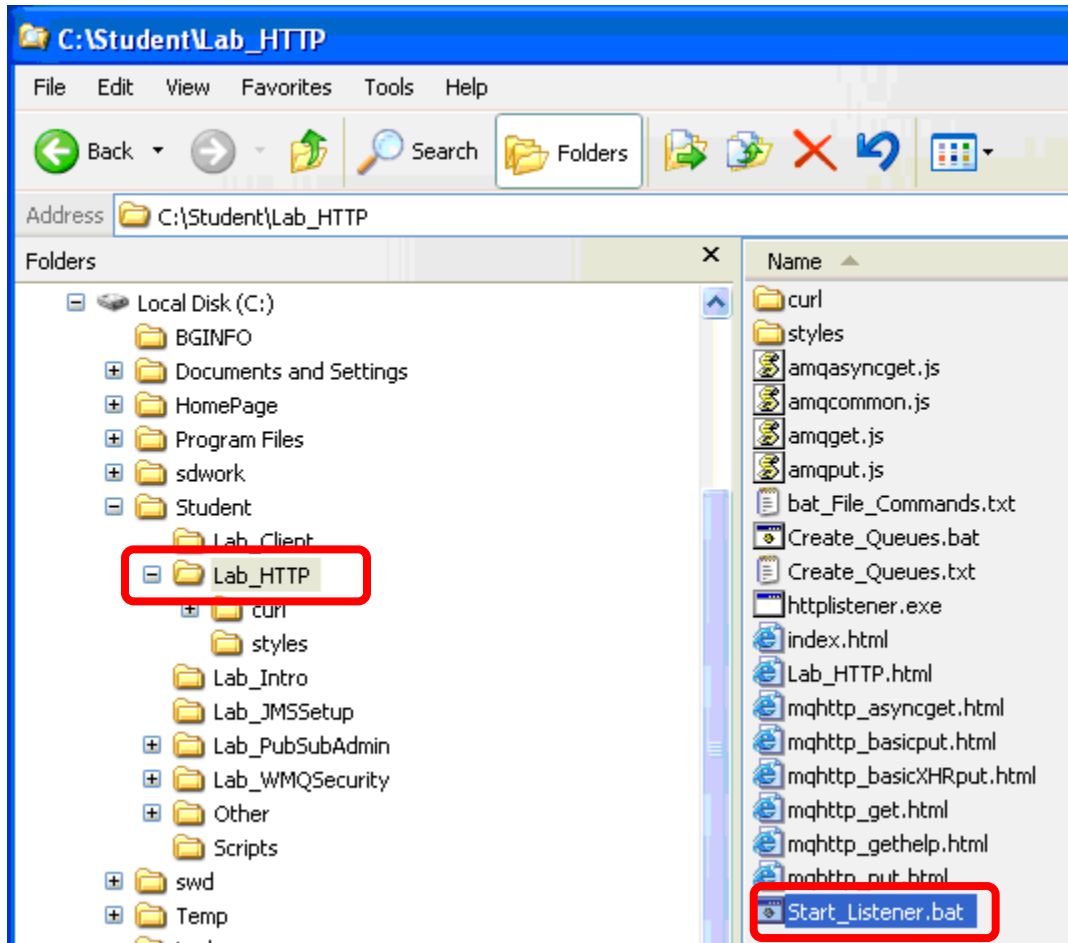 C:\Student\Lab_HTTP
File Edit View Favorites Tools Help
Back Search Folders
Address C:\Student\Lab_HTTP
Folders x
Local Disk (C:)
BGINFO
Documents and Settings
HomePage
Program Files
sdwork
Student
Lab_Client
Lab_HTTP
curl
styles
Lab_Intro
Lab_JMSSetup
Lab_PubSubAdmin
Lab_WMQSecurity
Other
Scripts
swd
Temp
Name
curl
styles
amqasyncget.js
amqcommon.js
amqget.js
amqput.js
bat_File_Commands.txt
Create_Queues.bat
Create_Queues.txt
httplistener.exe
index.html
Lab_HTTP.html
mqhttp_asyncget.html
mqhttp_basicput.html
mqhttp_basicXHRput.html
mqhttp_get.html
mqhttp_gethelp.html
mqhttp_put.html
Start_Listener.bat